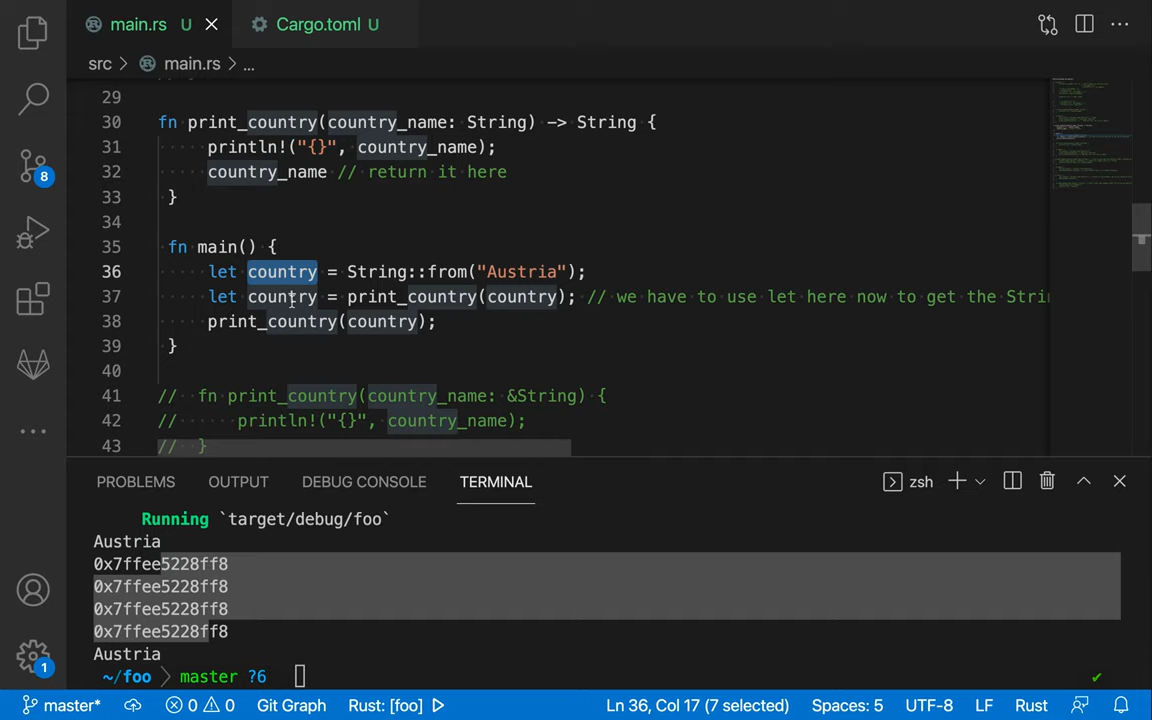 main.rs U
Cargo.toml U
src > main.rs > ...
29
30 fn print_country(country_name: String) -> String {
31 println!("{}", country_name);
32 country_name // return it here
33 }
34
35 fn main() {
36 let country = String::from("Austria");
37 let country = print_country(country); // we have to use let here now to get the Stri
38 print_country(country);
39 }
40
41 // fn print_country(country_name: &String) {
42 // println!("{}", country_name);
43 // }
8
PROBLEMS OUTPUT DEBUG CONSOLE TERMINAL
zsh
Running `target/debug/foo`
Austria
0x7ffee5228ff8
0x7ffee5228ff8
0x7ffee5228ff8
0x7ffee5228ff8
Austria
~/foo > master ?6
1
master* 0 0 Git Graph Rust: [foo] Ln 36, Col 17 (7 selected) Spaces: 5 UTF-8 LF Rust